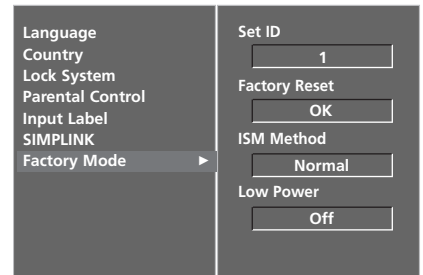 Language
Country
Lock System
Parental Control
Input Label
SIMPLINK
Factory Mode ►
Set ID
1
Factory Reset
OK
ISM Method
Normal
Low Power
Off